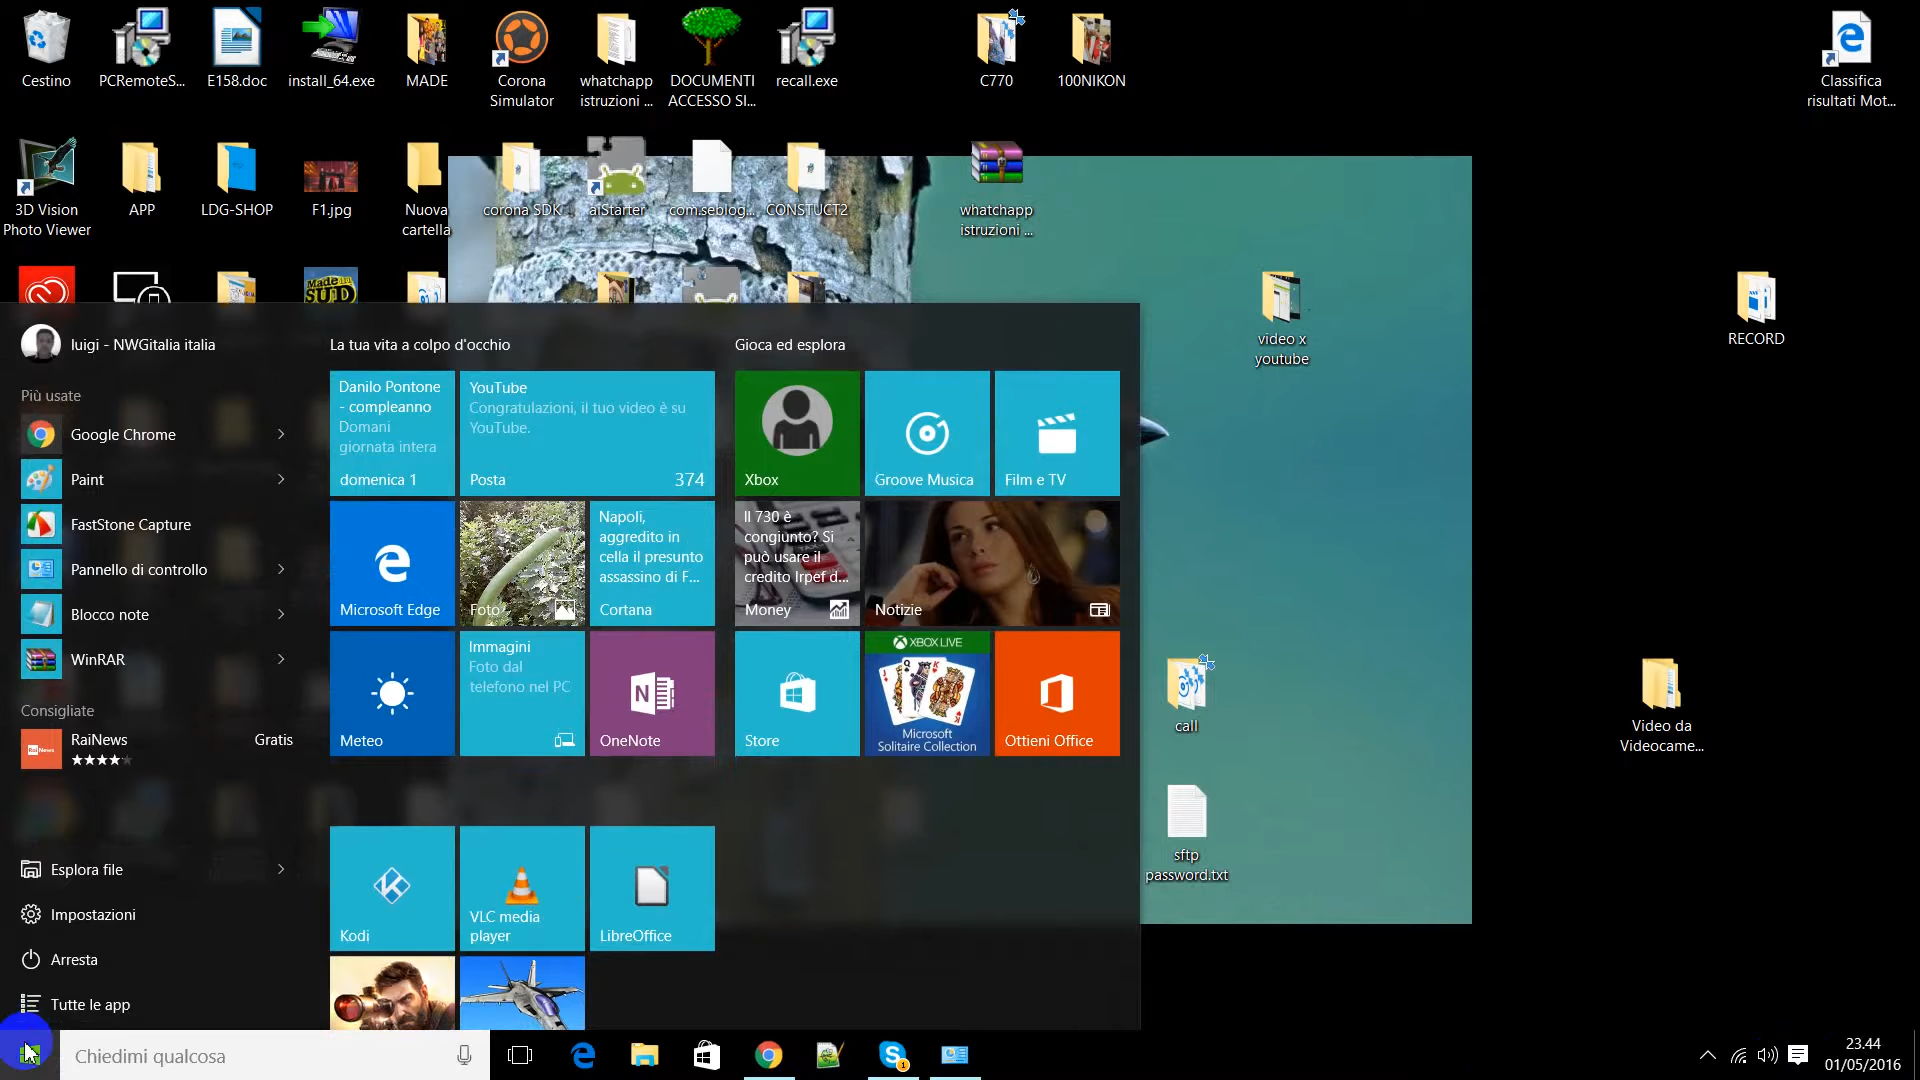 Cestino
PCRemoteS...
E158.doc
install_64.exe
MADE
Corona
Simulator
whatchapp
istruzioni ...
DOCUMENTI
ACCESSO SI...
recall.exe
C770
100NIKON
Classifica
risultati Mot...
3D Vision
Photo Viewer
APP
LDG-SHOP
F1.jpg
Nuova
cartella
corona SDK
aiStarter
com.seblog...
CONSTUCT2
whatchapp
istruzioni ...
Made in
SUD
video x
youtube
RECORD
luigi - NWGitalia italia
Più usate
Google Chrome
Paint
FastStone Capture
Pannello di controllo
Blocco note
WinRAR
Consigliate
RaiNews
Gratis
Esplora file
Impostazioni
Arresta
Tutte le app
La tua vita a colpo d'occhio
Danilo Pontone
- compleanno
Domani
giornata intera
domenica 1
YouTube
Congratulazioni, il tuo video è su
YouTube.
Posta
374
Microsoft Edge
Foto
Napoli,
aggredito in
cella il presunto
assassino di F...
Cortana
Meteo
Immagini
Foto dal
telefono nel PC
OneNote
Kodi
VLC media
player
LibreOffice
Gioca ed esplora
Xbox
Groove Musica
Film e TV
Il 730 è
congiunto? Si
può usare il
credito Irpef d...
Money
Notizie
Store
XBOX LIVE
Microsoft
Solitaire Collection
Ottieni Office
call
Video da
Videocame...
sftp
password.txt
Chiedimi qualcosa
23.44
01/05/2016